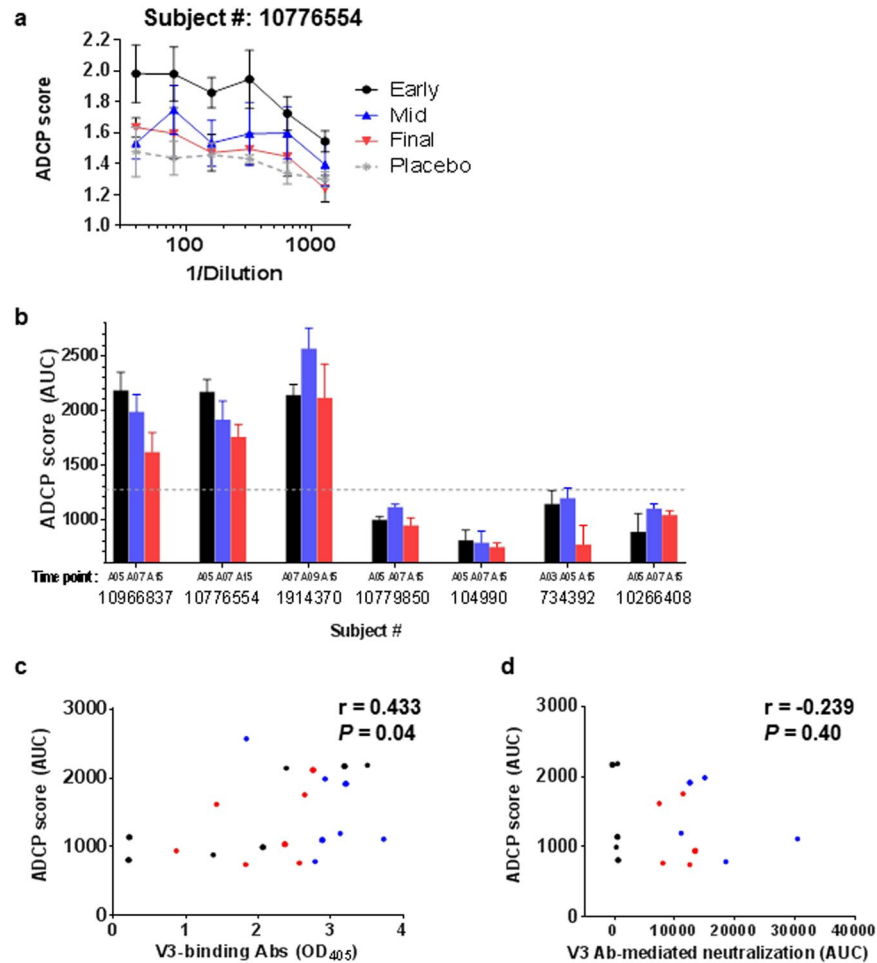 a
Subject #: 10776554
2.2
2.0
1.8
1.6
1.4
1.2
1.0
ADCP score
100 1000
1/Dilution
Early
Mid
Final
Placebo
b
2500
2000
1500
1000
ADCP score (AUC)
Time point: A05 A07 A15 A05 A07 A15 A07 A09 A15 A05 A07 A15 A05 A07 A15 A03 A05 A15 A05 A07 A15
10966837 10776554 1914370 10779850 104990 734392 10266408
Subject #
c
r = 0.433
P = 0.04
3000
2000
1000
0
ADCP score (AUC)
0 1 2 3 4
V3-binding Abs (OD405)
d
r = -0.239
P = 0.40
3000
2000
1000
0
ADCP score (AUC)
0 10000 20000 30000 40000
V3 Ab-mediated neutralization (AUC)